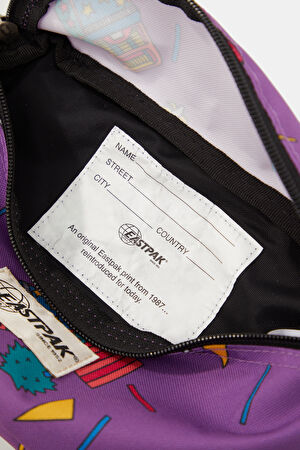 NAME
STREET
CITY
COUNTRY
EASTPAK
An original Eastpak print from 1987...
reintroduced for today.
EASTPAK